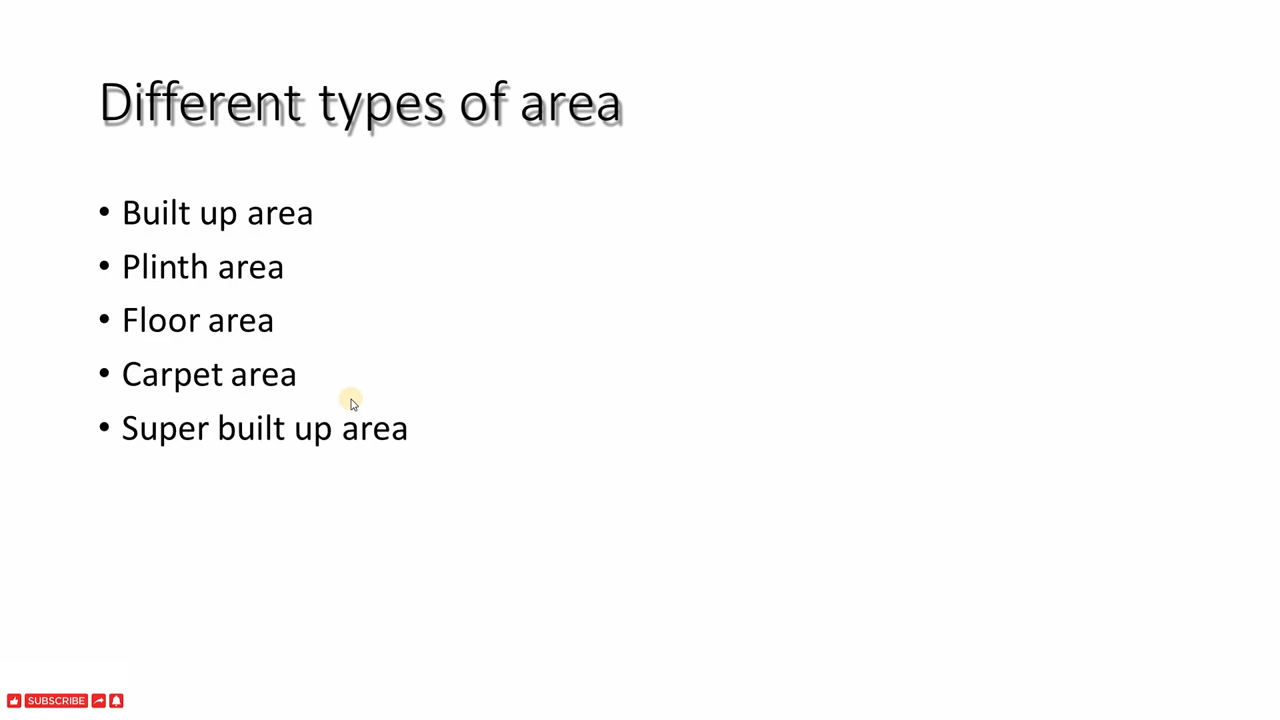 Different types of area
• Built up area
• Plinth area
• Floor area
• Carpet area
• Super built up area
SUBSCRIBE